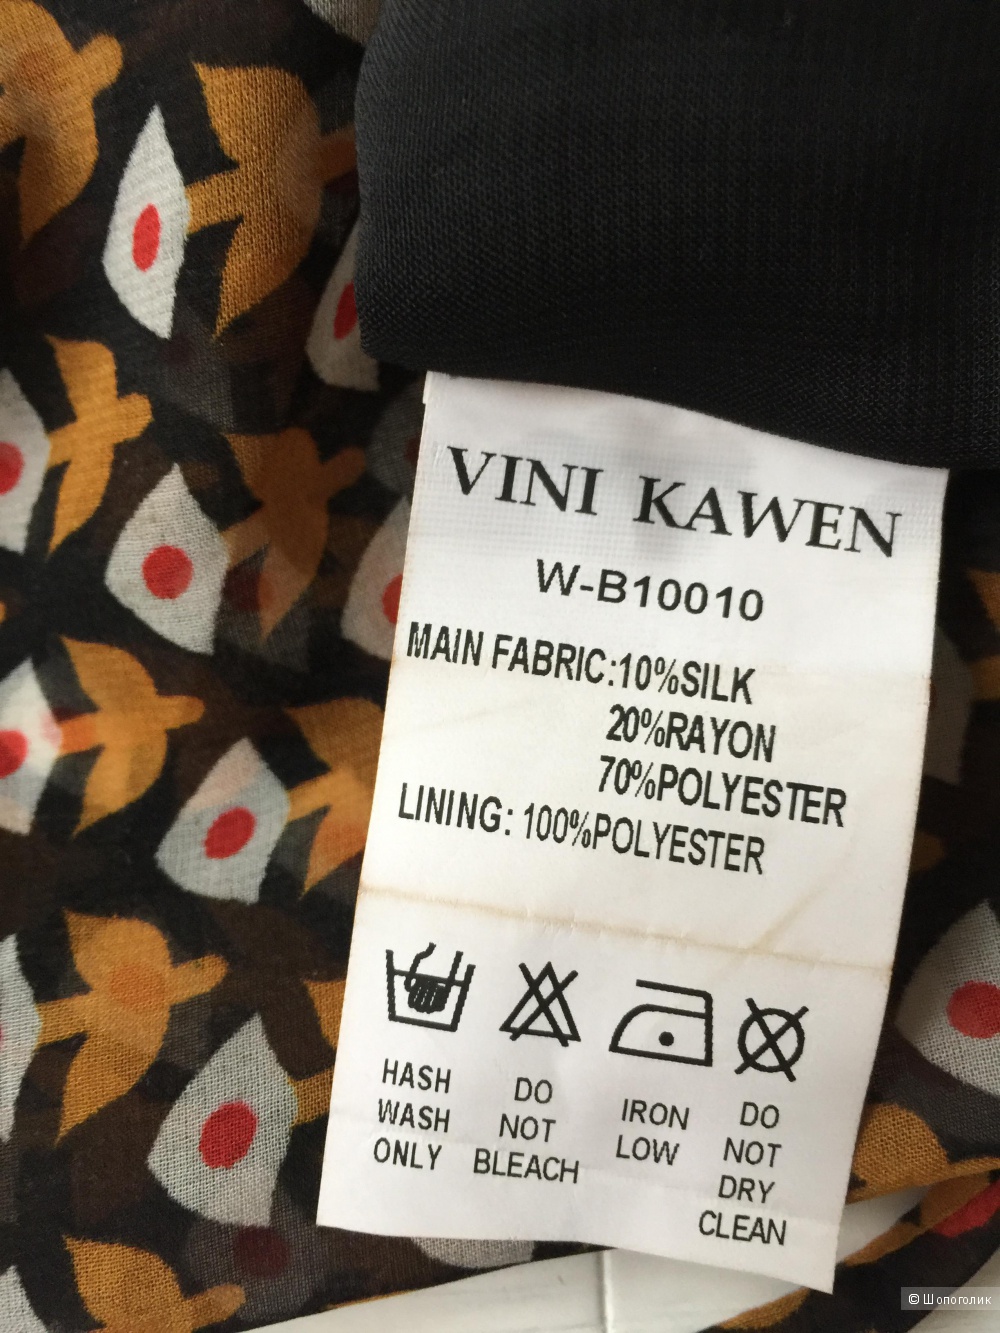 VINI KAWEN
W-B10010
MAIN FABRIC:10%SILK
20%RAYON
70%POLYESTER
LINING: 100%POLYESTER
HASH
WASH
ONLY
DO
NOT
BLEACH
IRON
LOW
DO
NOT
DRY
CLEAN
© Шопоголик